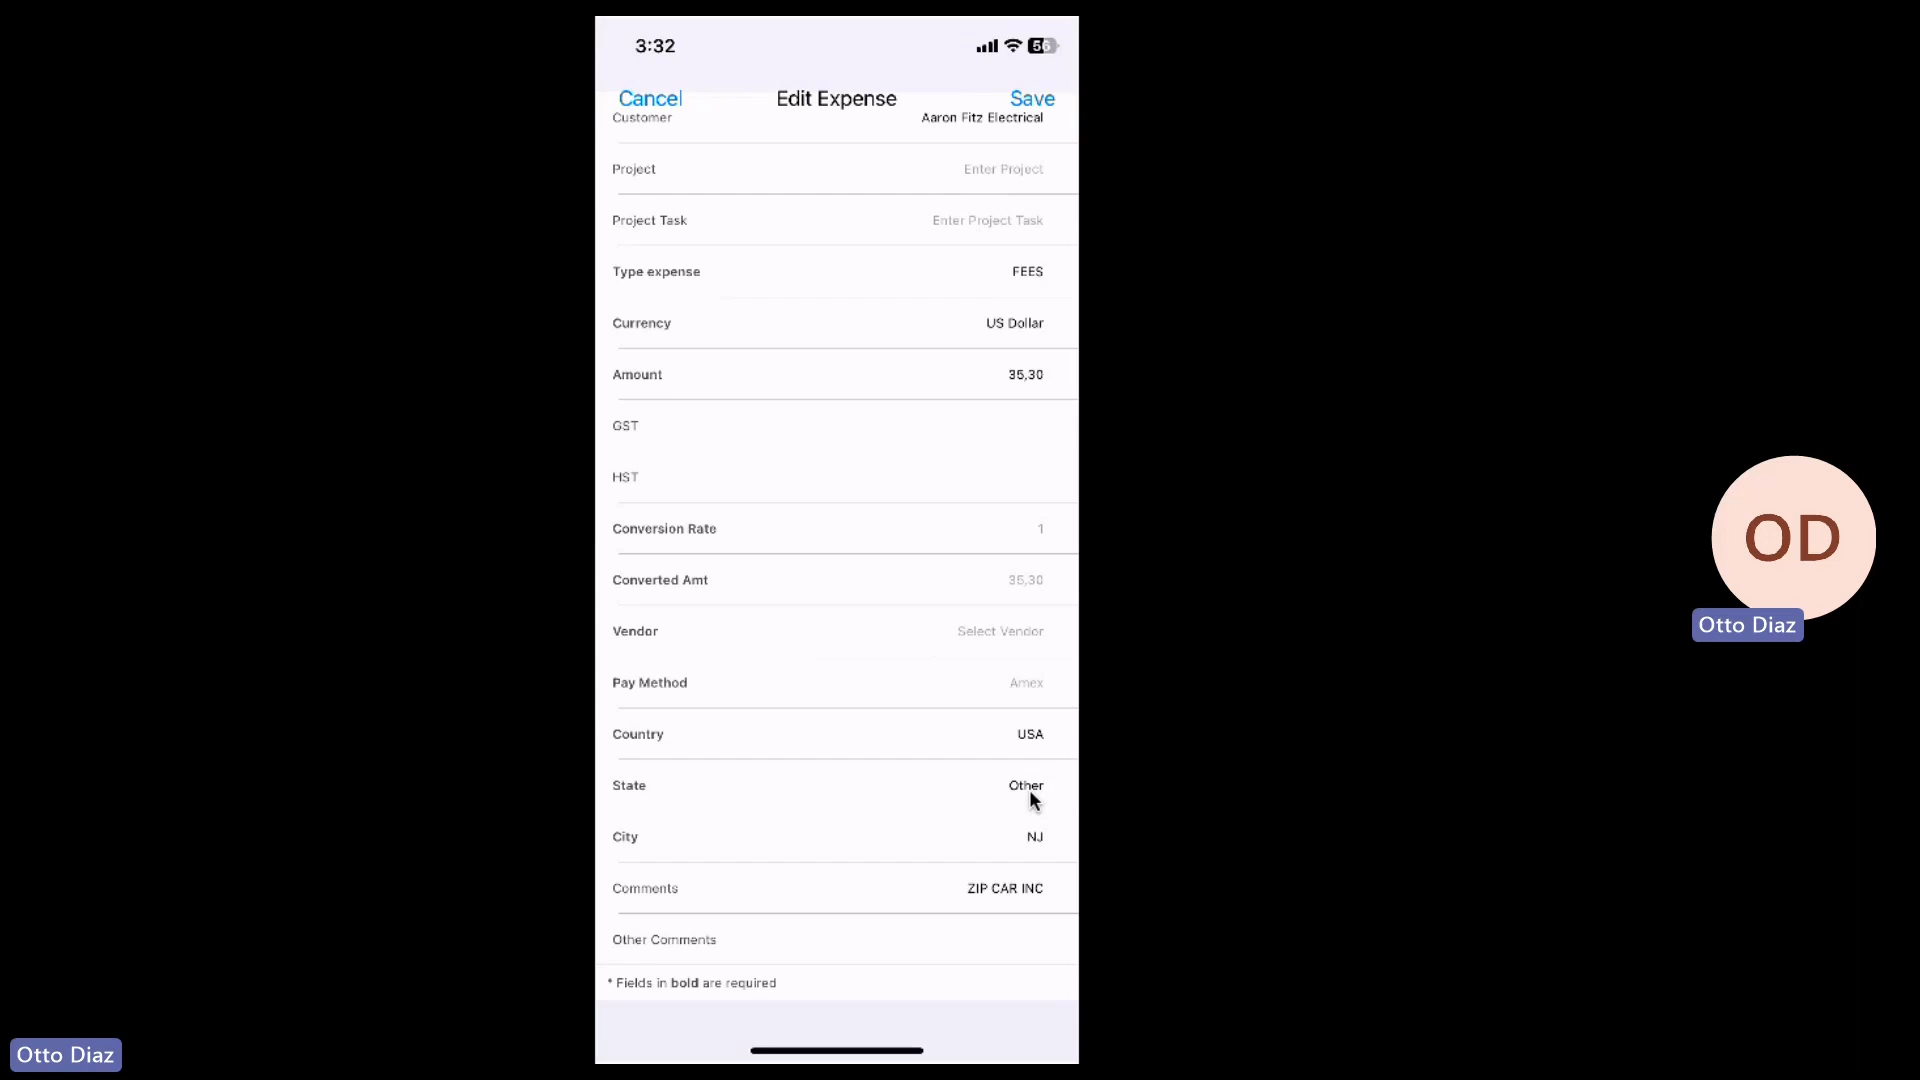 3:32
56
Cancel Edit Expense Save
Customer Aaron Fitz Electrical
Project Enter Project
Project Task Enter Project Task
Type expense FEES
Currency US Dollar
Amount 35,30
GST
HST
Conversion Rate 1
Converted Amt 35,30
Vendor Select Vendor
Pay Method Amex
Country USA
State Other
City NJ
Comments ZIP CAR INC
Other Comments
* Fields in bold are required
OD
Otto Diaz
Otto Diaz